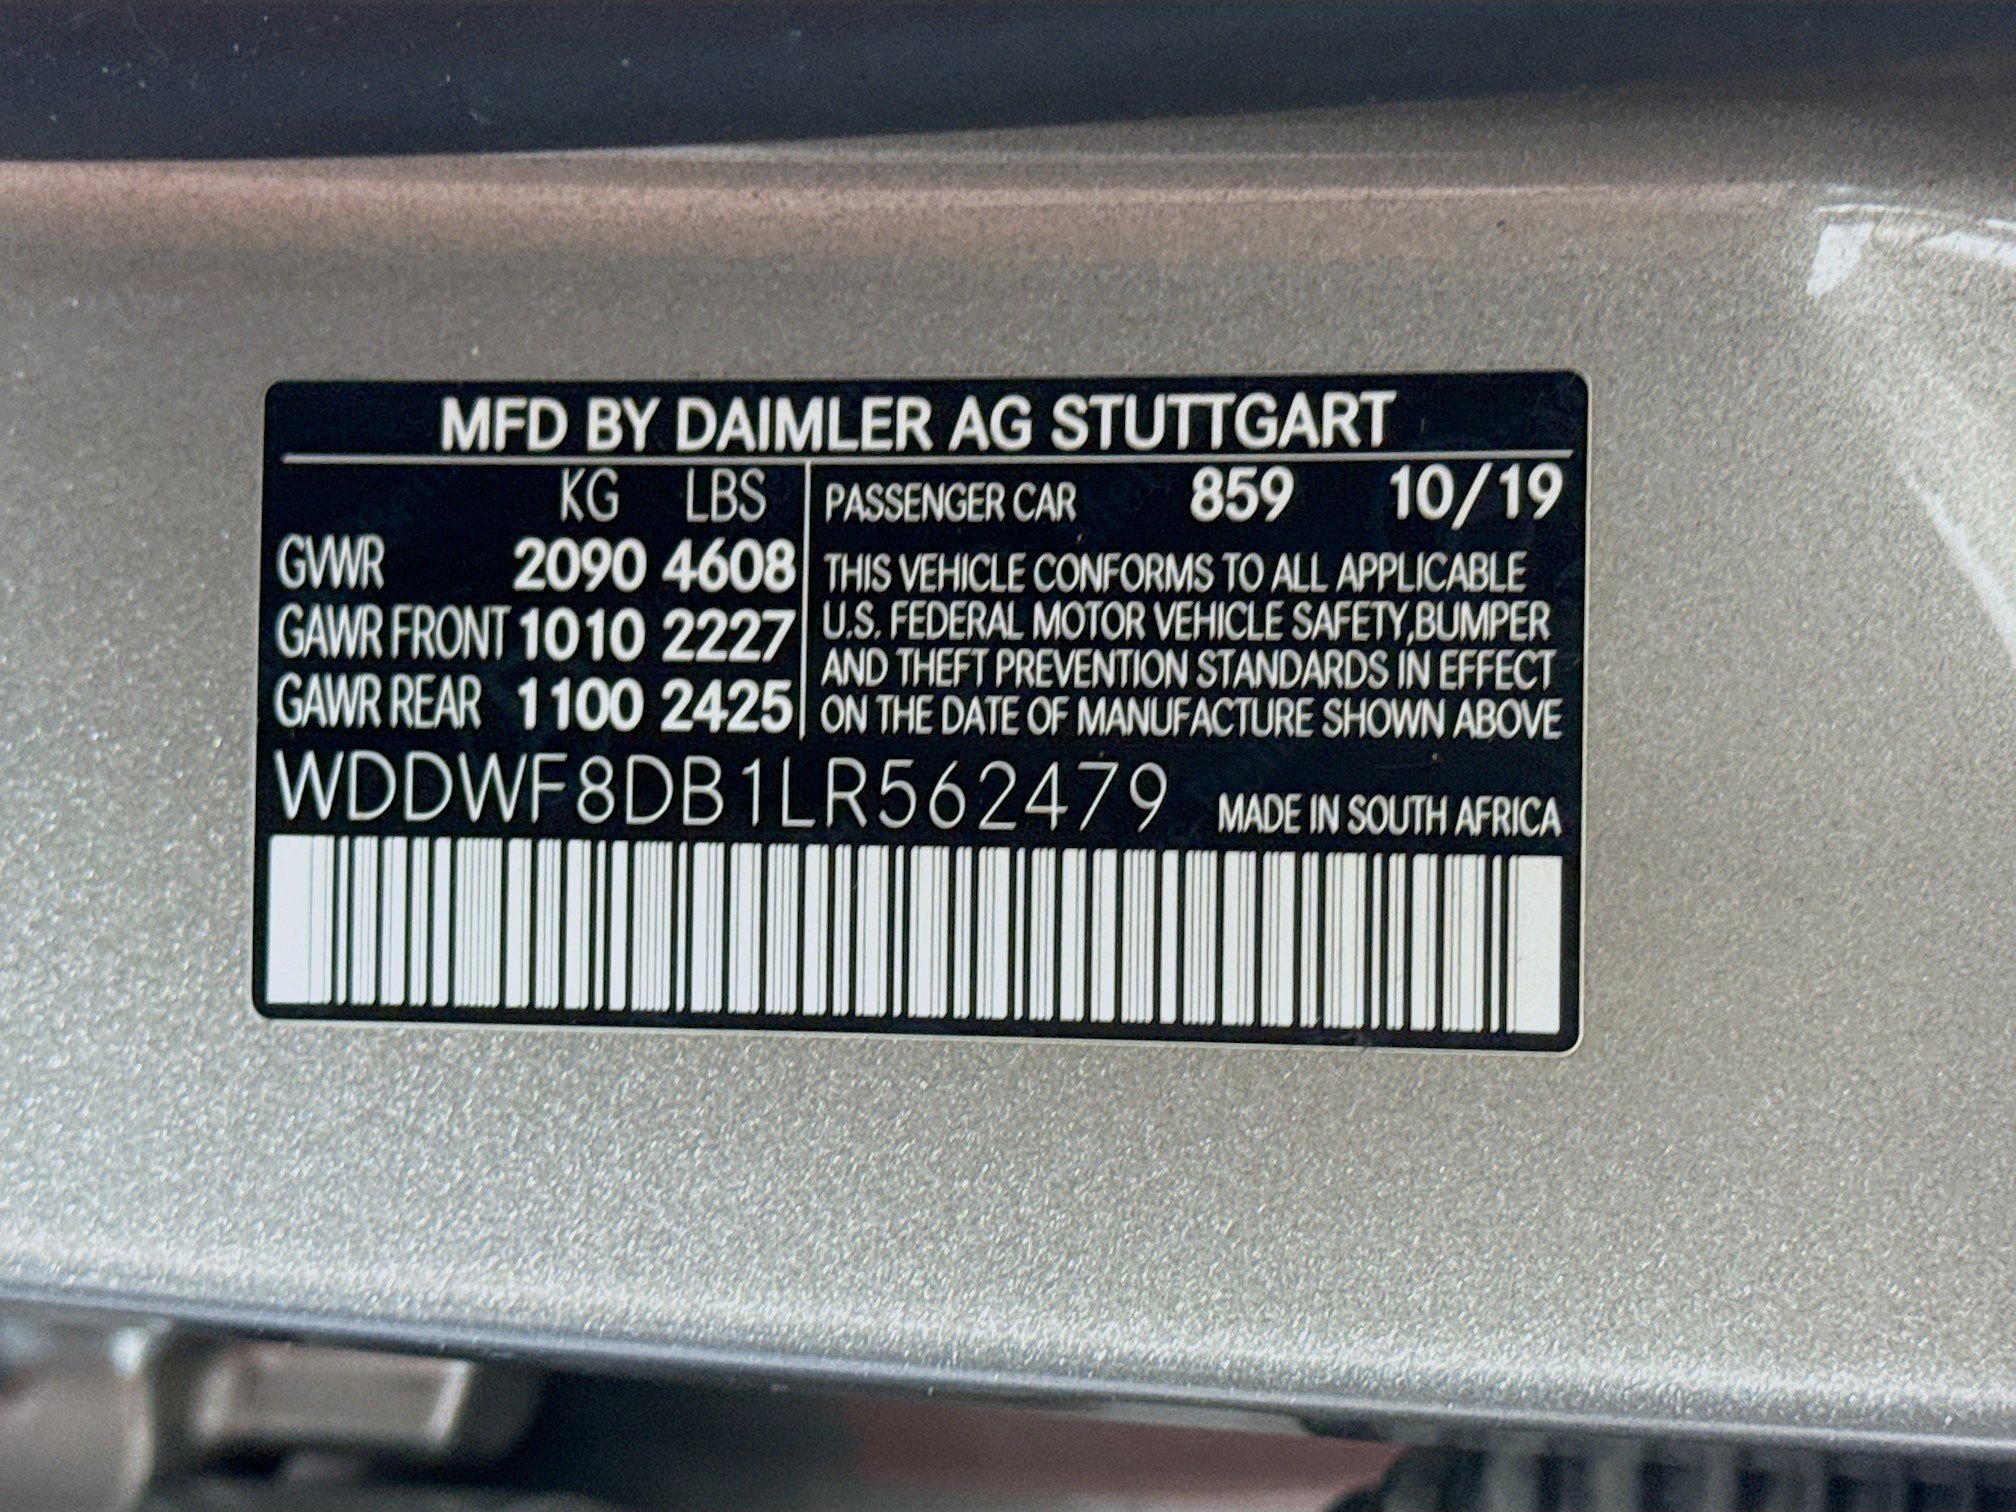 MFD BY DAIMLER AG STUTTGART
KG LBS
GVWR 2090 4608
GAWR FRONT 1010 2227
GAWR REAR 1100 2425
PASSENGER CAR 859 10/19
THIS VEHICLE CONFORMS TO ALL APPLICABLE
U.S. FEDERAL MOTOR VEHICLE SAFETY,BUMPER
AND THEFT PREVENTION STANDARDS IN EFFECT
ON THE DATE OF MANUFACTURE SHOWN ABOVE
WDDWF8DB1LR562479 MADE IN SOUTH AFRICA